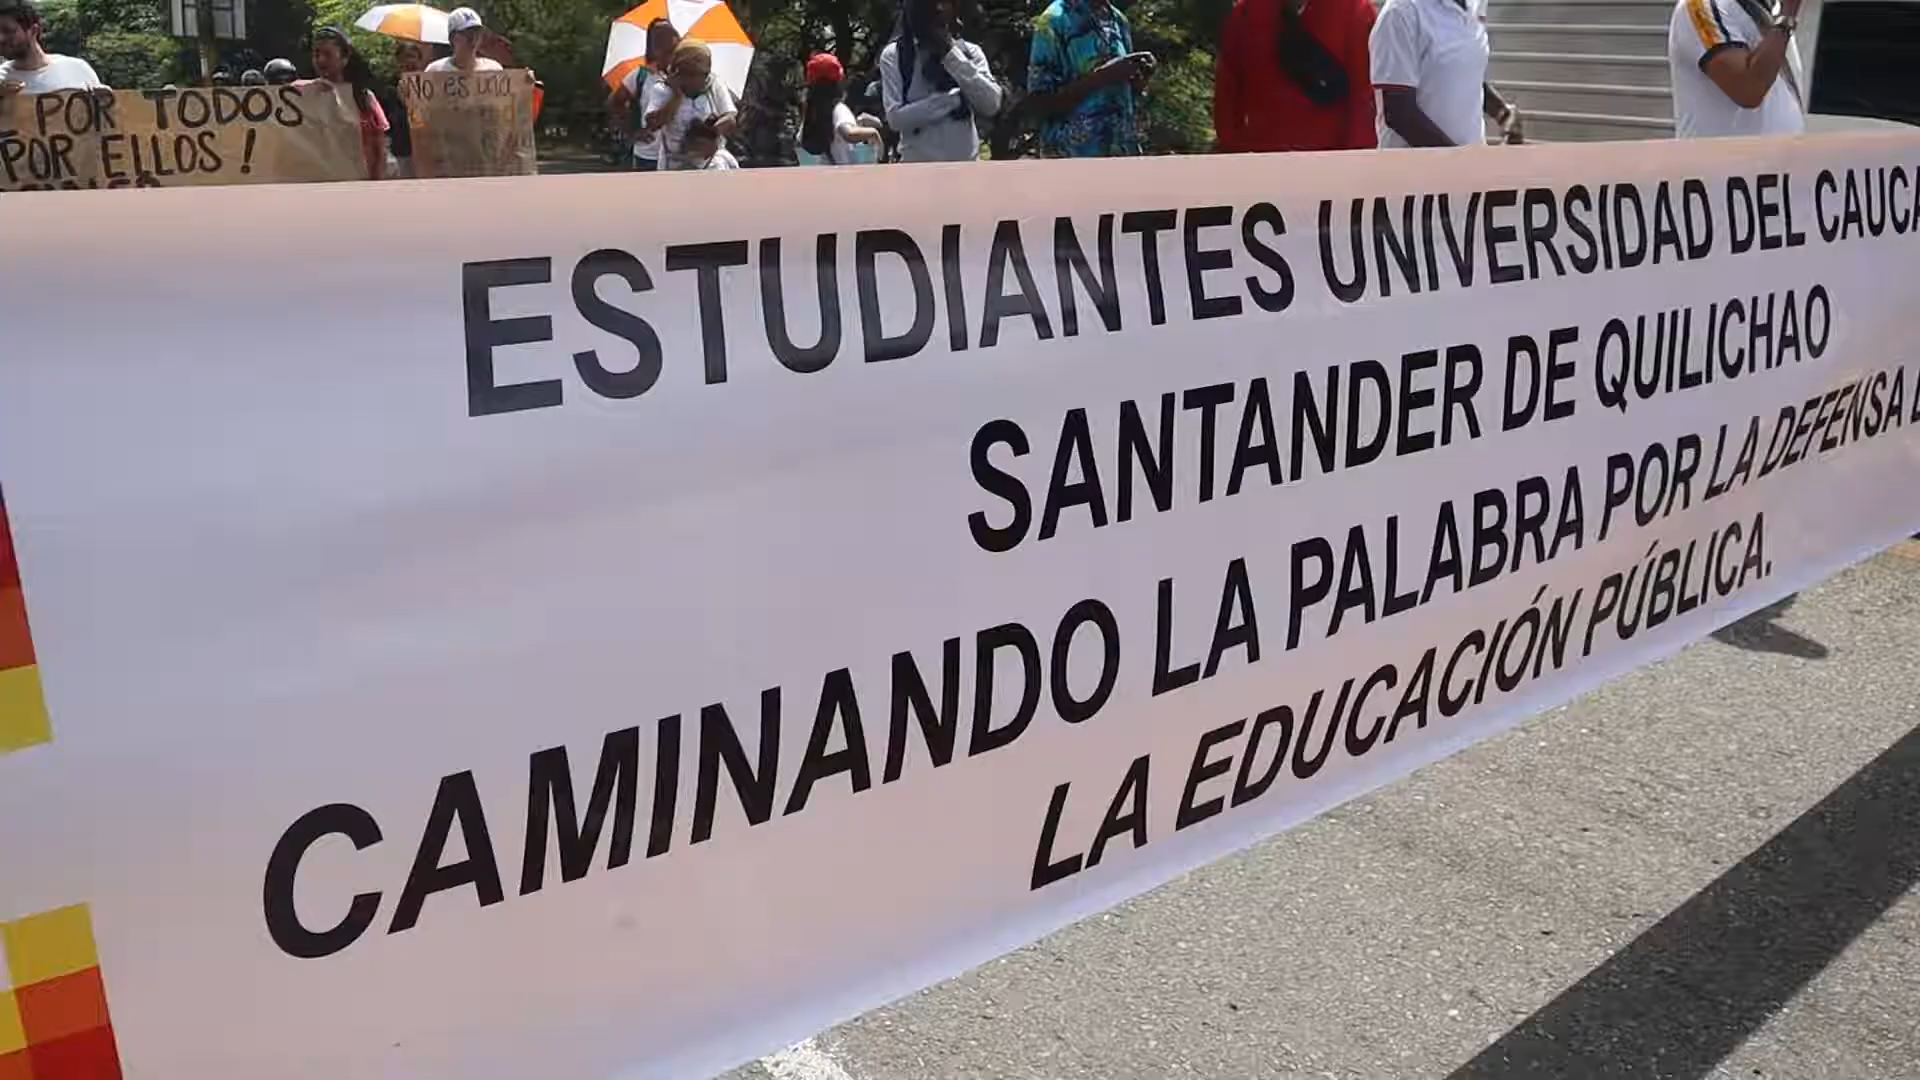 POR TODOS
POR ELLOS !
No es una
ESTUDIANTES UNIVERSIDAD DEL CAUCA
SANTANDER DE QUILICHAO
CAMINANDO LA PALABRA POR LA DEFENSA
LA EDUCACIÓN PÚBLICA.